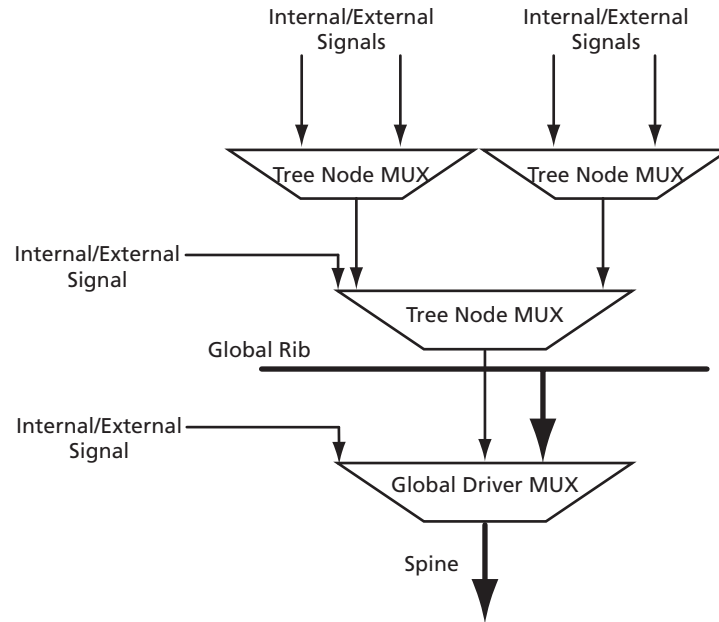 Internal/External
Signals
Internal/External
Signals
Tree Node MUX
Tree Node MUX
Internal/External
Signal
Tree Node MUX
Global Rib
Internal/External
Signal
Global Driver MUX
Spine